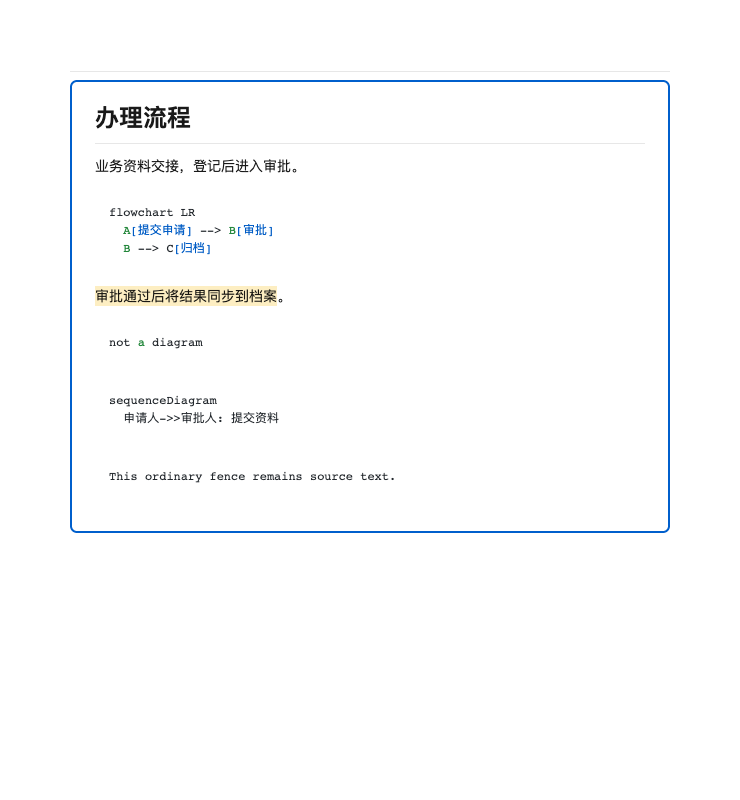 办理流程
业务资料交接，登记后进入审批。
flowchart LR
  A[提交申请] --> B[审批]
  B --> C[归档]
审批通过后将结果同步到档案。
not a diagram
sequenceDiagram
  申请人->>审批人: 提交资料
This ordinary fence remains source text.